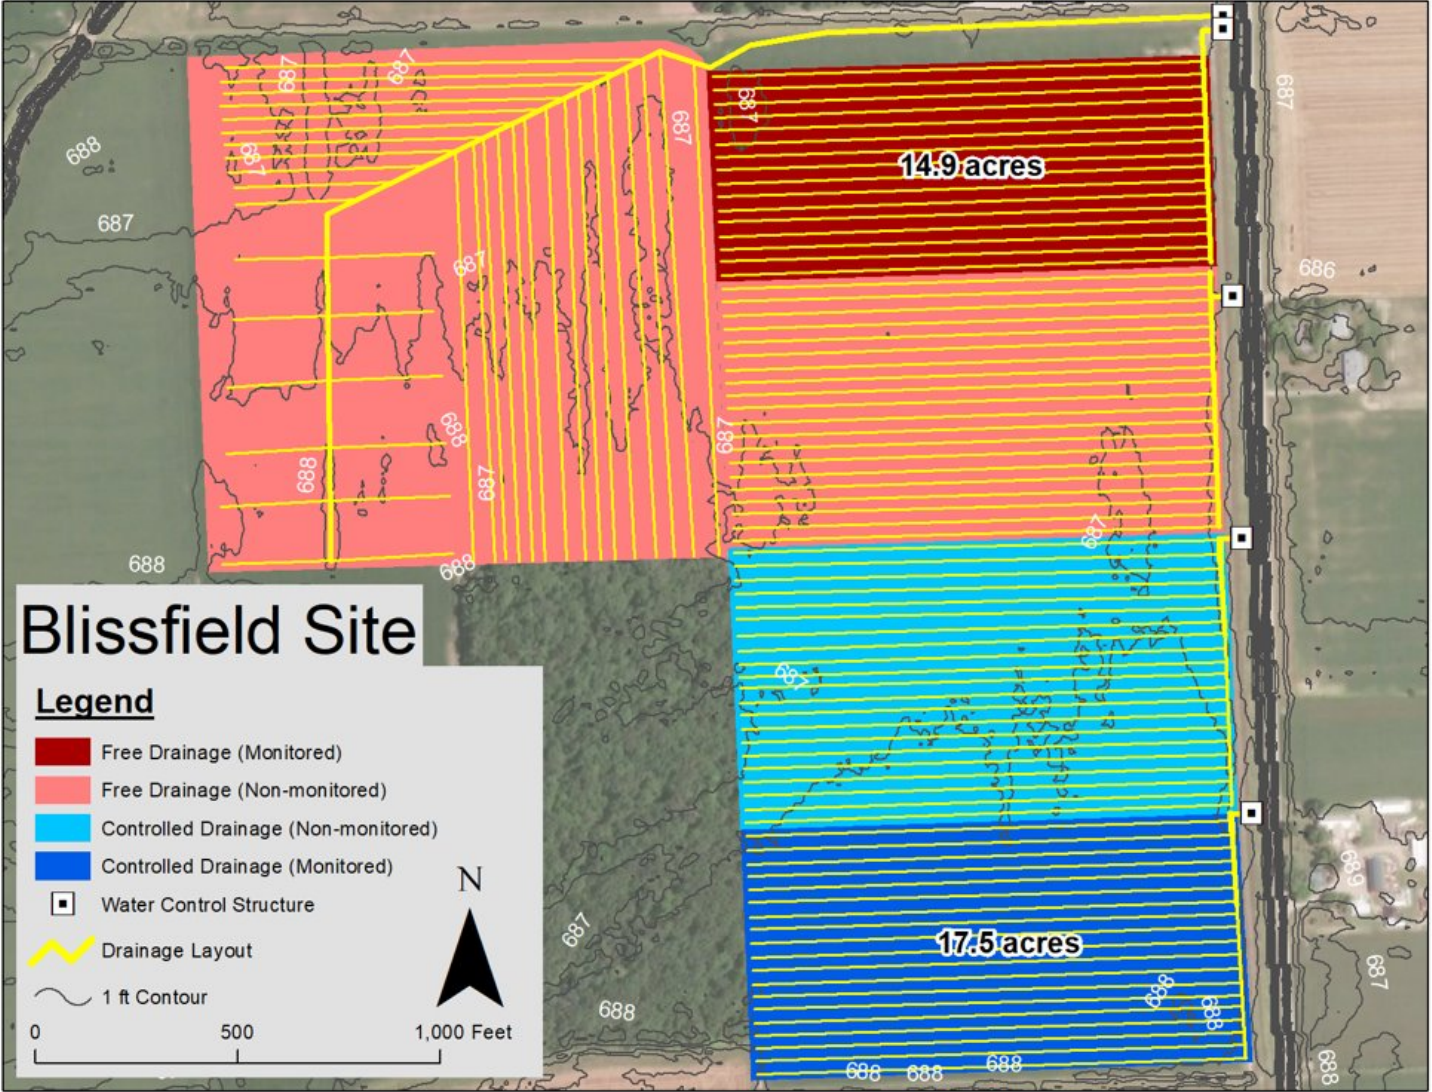 687
687
687
687
687
687
688
687
14.9 acres
687
686
687
688
687
688
687
687
688
688
Blissfield Site
Legend
687
Free Drainage (Monitored)
Free Drainage (Non-monitored)
Controlled Drainage (Non-monitored)
Controlled Drainage (Monitored)
689
N
Water Control Structure
687
17.5 acres
Drainage Layout
687
1 ft Contour
688
688
688
0 500 1,000 Feet
688 688 688
688